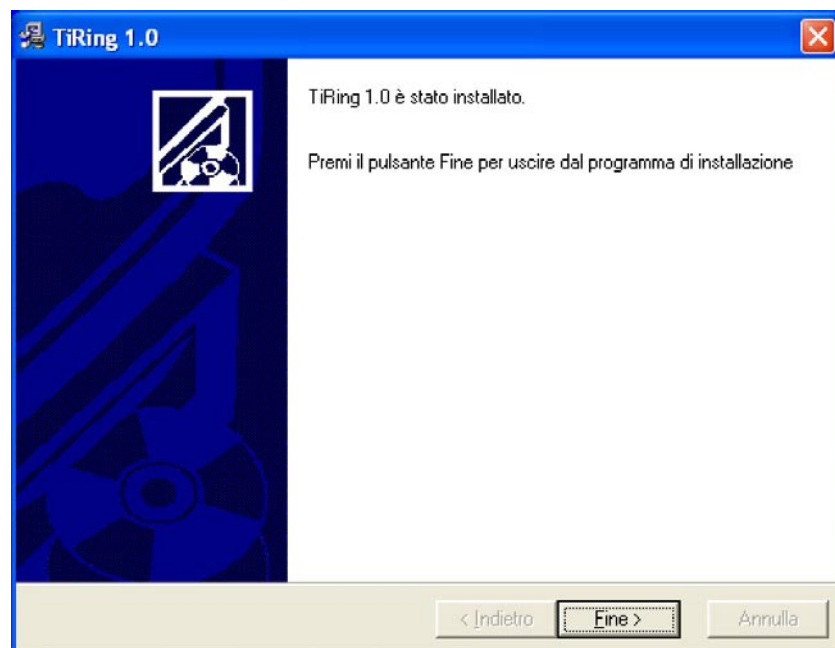 TiRing 1.0
TiRing 1.0 è stato installato.
Premi il pulsante Fine per uscire dal programma di installazione
< Indietro
Fine >
Annulla